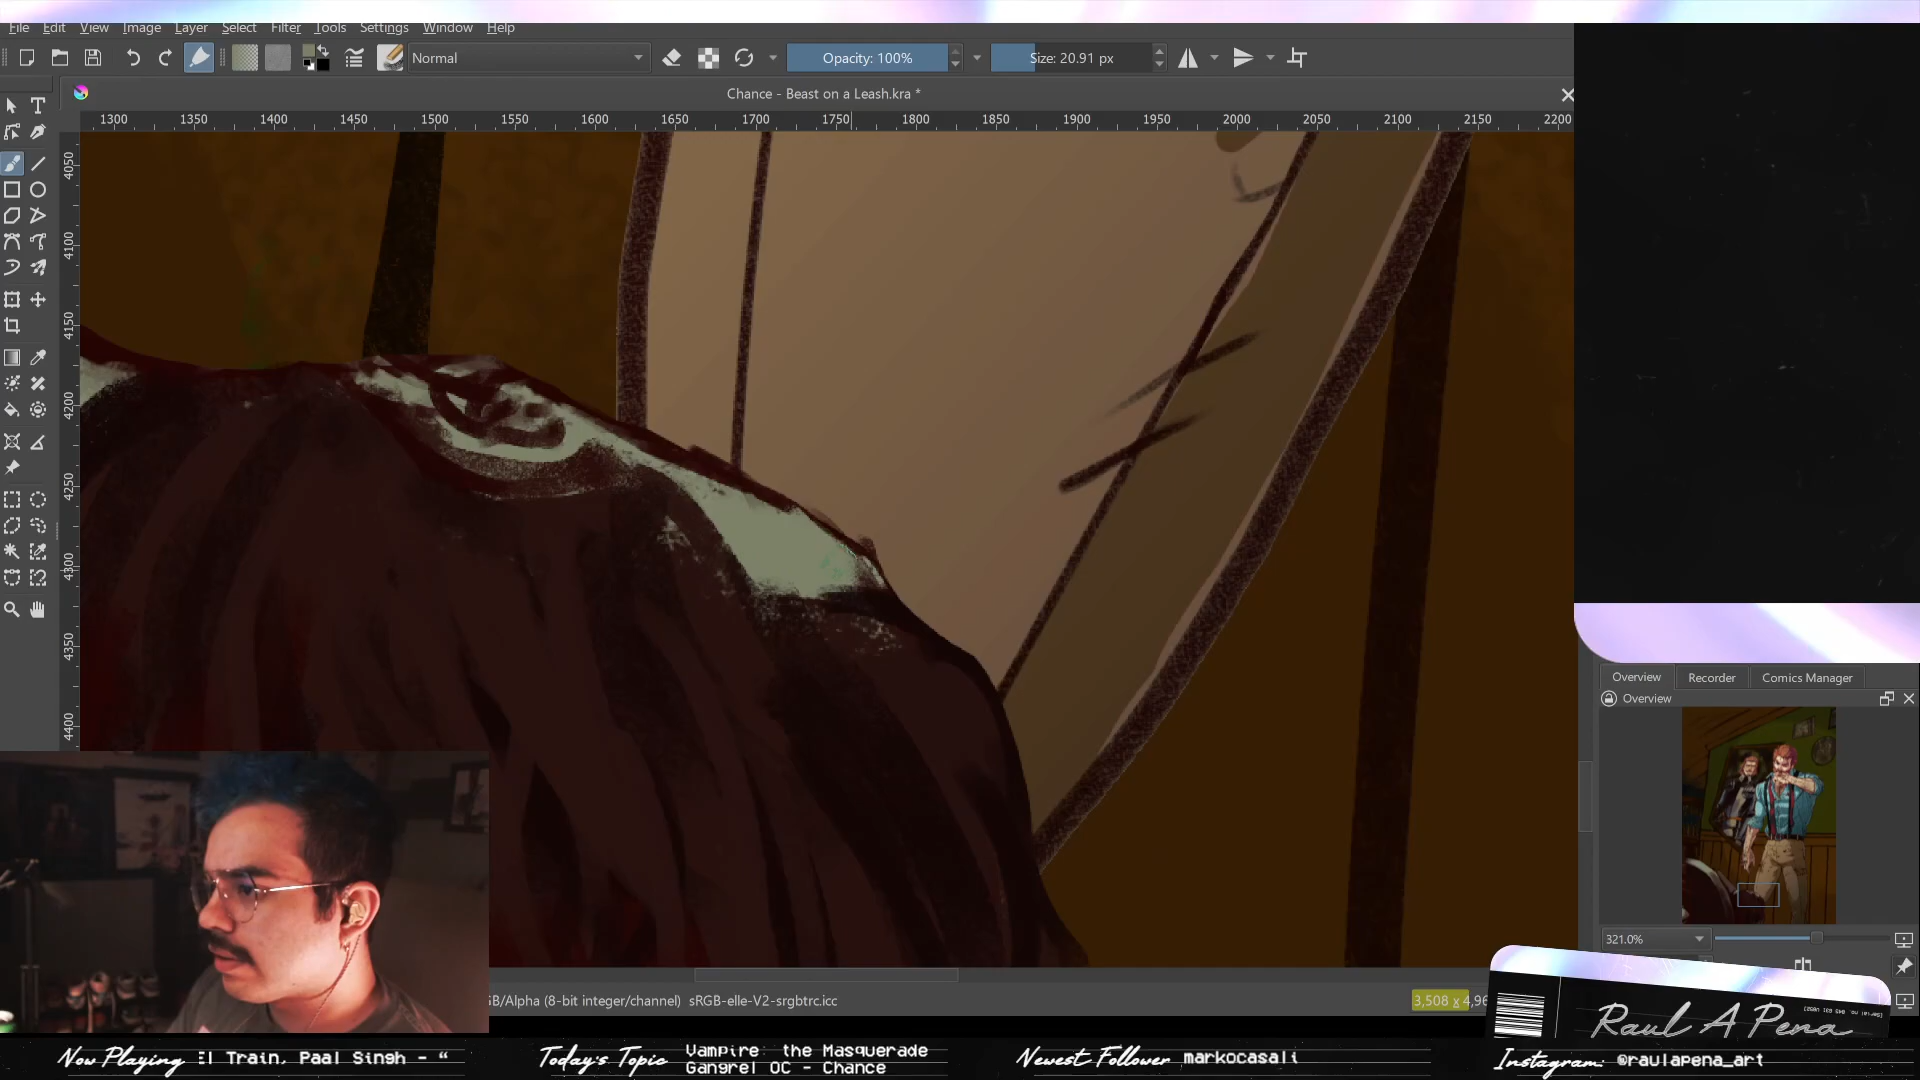 File Edit View Image Layer Select Filter Tools Settings Window Help
Normal
Opacity: 100%
Size: 20.91 px
Chance - Beast on a Leash.kra *
1300 1350 1400 1450 1500 1550 1600 1650 1700 1750 1800 1850 1900 1950 2000 2050 2100 2150 2200
4050
4100
4150
4200
4250
4300
4350
4400
Overview Recorder Comics Manager
Overview
321.0%
GB/Alpha (8-bit integer/channel) sRGB-elle-V2-srgbtrc.icc
3,508 x 4,96
Raul A Pena
Now Playing El Train, Paal Singh - “
Today's Topic Vampire: the Masquerade
Gangrel OC - Chance
Newest Follower markocasali
Instagram: @raulapena_art